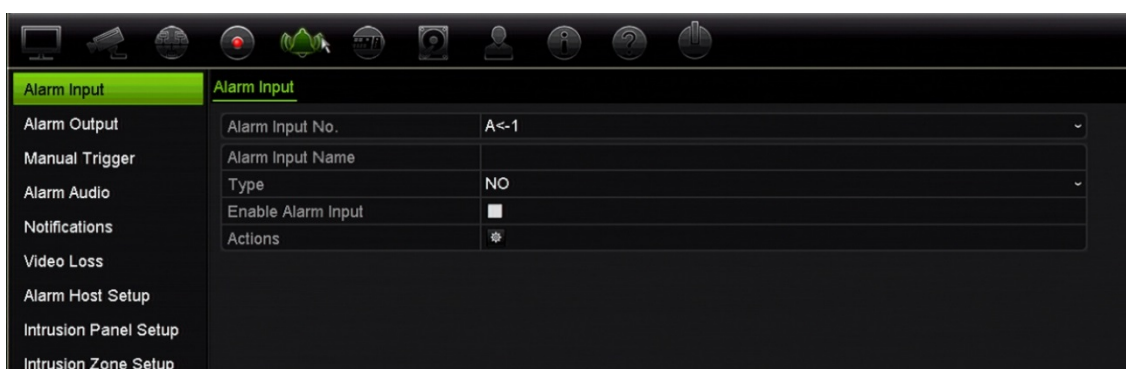 Alarm Input
Alarm Output
Manual Trigger
Alarm Audio
Notifications
Video Loss
Alarm Host Setup
Intrusion Panel Setup
Intrusion Zone Setup
Alarm Input
Alarm Input No. A<-1
Alarm Input Name
Type NO
Enable Alarm Input
Actions